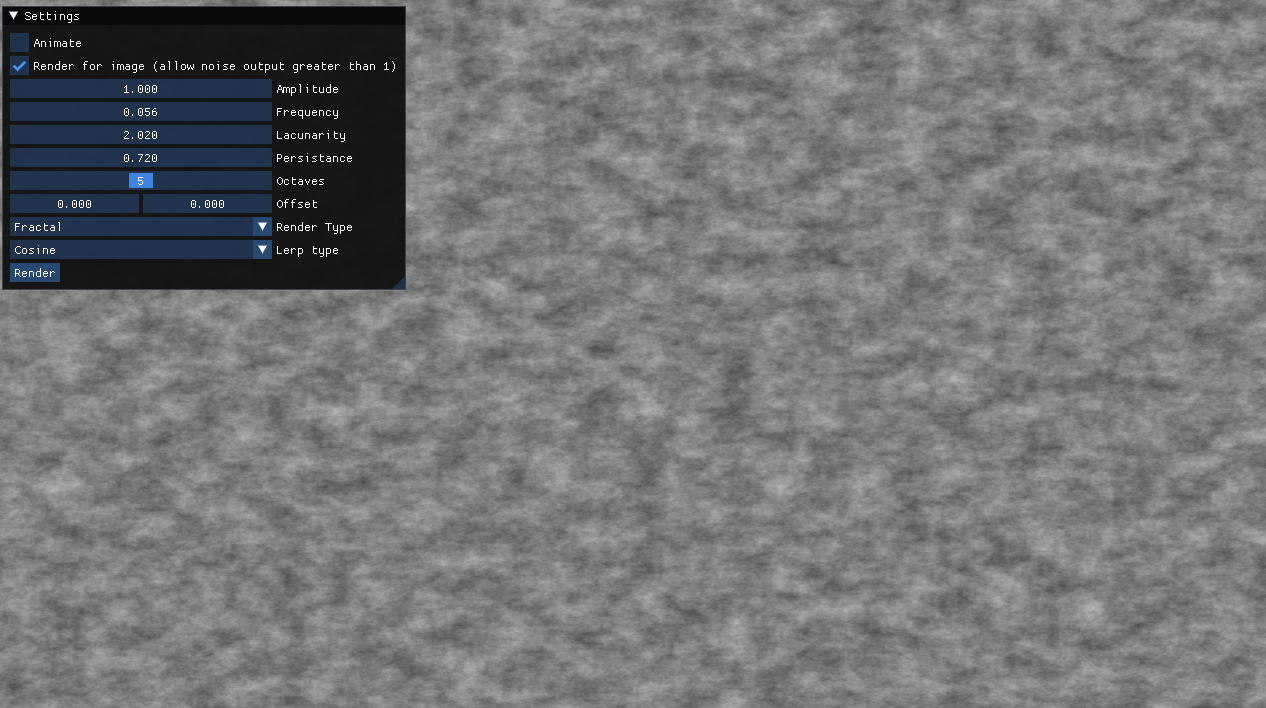 Settings
Animate
Render for image (allow noise output greater than 1)
1.000 Amplitude
0.056 Frequency
2.020 Lacunarity
0.720 Persistance
5 Octaves
0.000 0.000 Offset
Fractal Render Type
Cosine Lerp type
Render